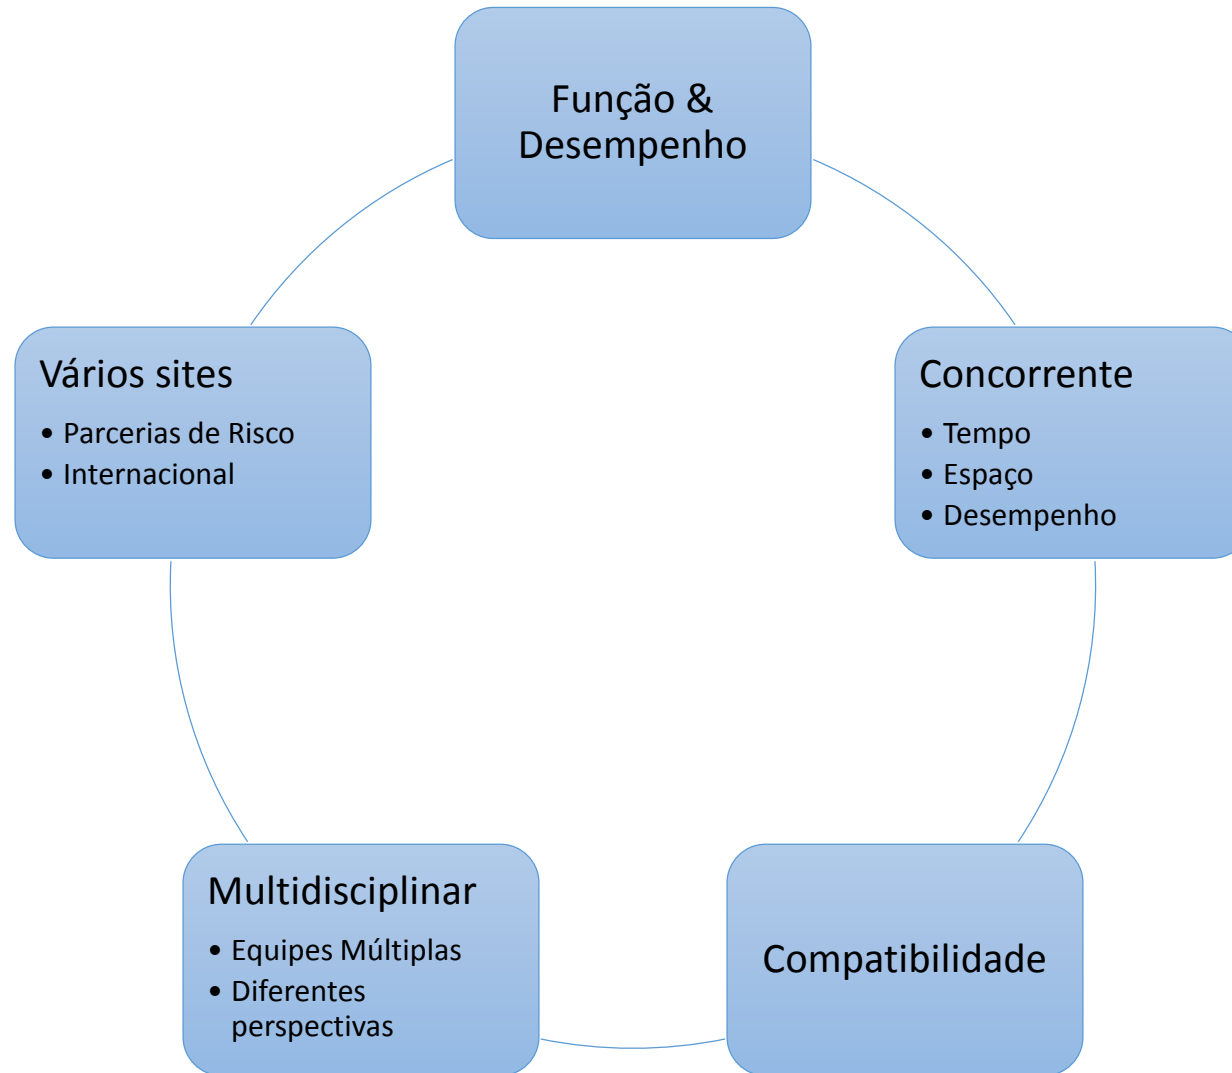 Função &
Desempenho
Vários sites
• Parcerias de Risco
• Internacional
Concorrente
• Tempo
• Espaço
• Desempenho
Multidisciplinar
• Equipes Múltiplas
• Diferentes
perspectivas
Compatibilidade